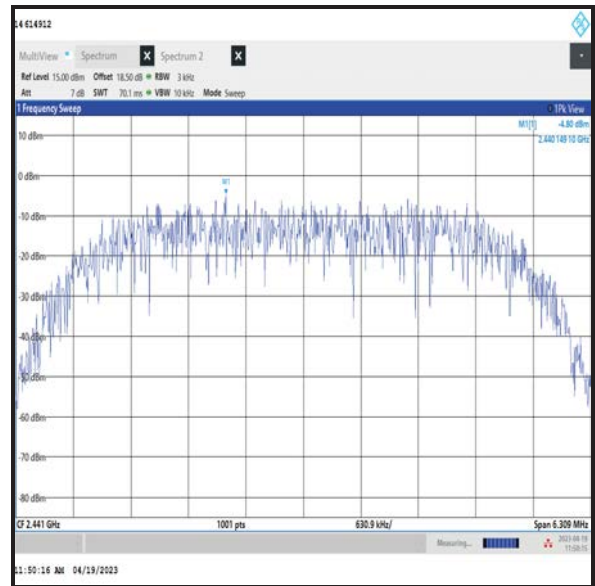 14 614912
MultiView Spectrum X Spectrum 2 X
Ref Level 15.00 dBm Offset 18.50 dB RBW 3 kHz
Att 7 dB SWT 70.1 ms VBW 10 kHz Mode Sweep
1 Frequency Sweep 1Pk View
M1[1] -4.80 dBm
2.440 149 10 GHz
10 dBm
0 dBm
M1
-10 dBm
-20 dBm
-30 dBm
-40 dBm
-50 dBm
-60 dBm
-70 dBm
-80 dBm
CF 2.441 GHz 1001 pts 630.9 kHz/ Span 6.309 MHz
Measuring...
11:50:16 AM 04/19/2023